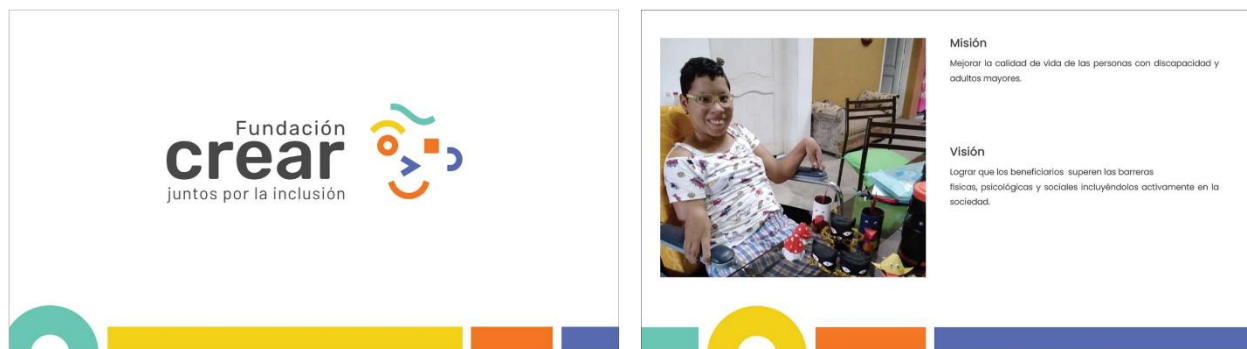 Fundación
crear
juntos por la inclusión
Misión
Mejorar la calidad de vida de las personas con discapacidad y
adultos mayores.
Visión
Lograr que los beneficiarios superen las barreras
físicas, psicológicas y sociales incluyéndolos activamente en la
sociedad.